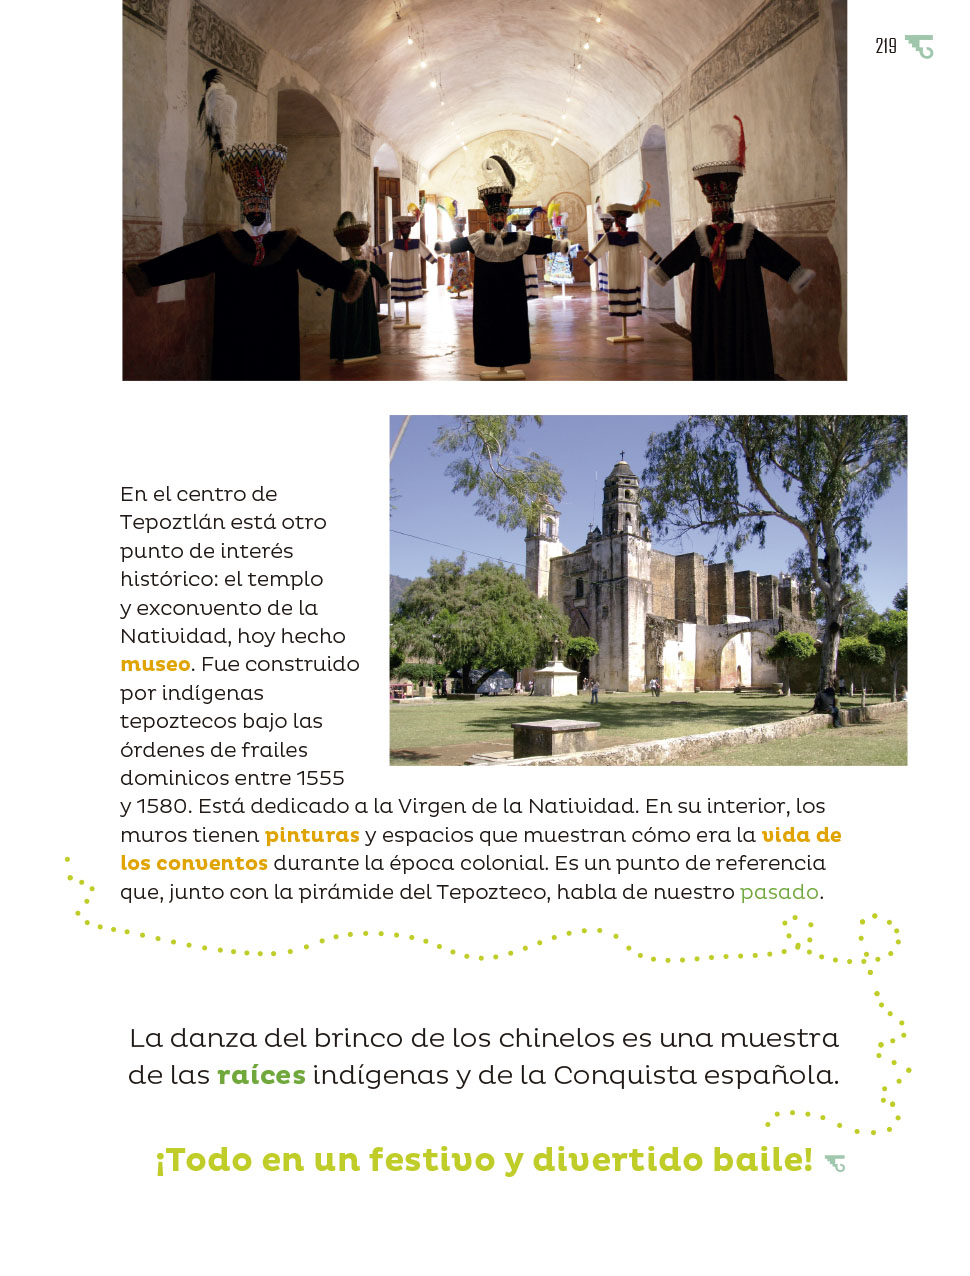 219
En el centro de
Tepoztlán está otro
punto de interés
histórico: el templo
y exconvento de la
Natividad, hoy hecho
museo. Fue construido
por indígenas
tepoztecos bajo las
órdenes de frailes
dominicos entre 1555
y 1580. Está dedicado a la Virgen de la Natividad. En su interior, los
muros tienen pinturas y espacios que muestran cómo era la vida de
los conventos durante la época colonial. Es un punto de referencia
que, junto con la pirámide del Tepozteco, habla de nuestro pasado.
La danza del brinco de los chinelos es una muestra
de las raíces indígenas y de la Conquista española.
¡Todo en un festivo y divertido baile!